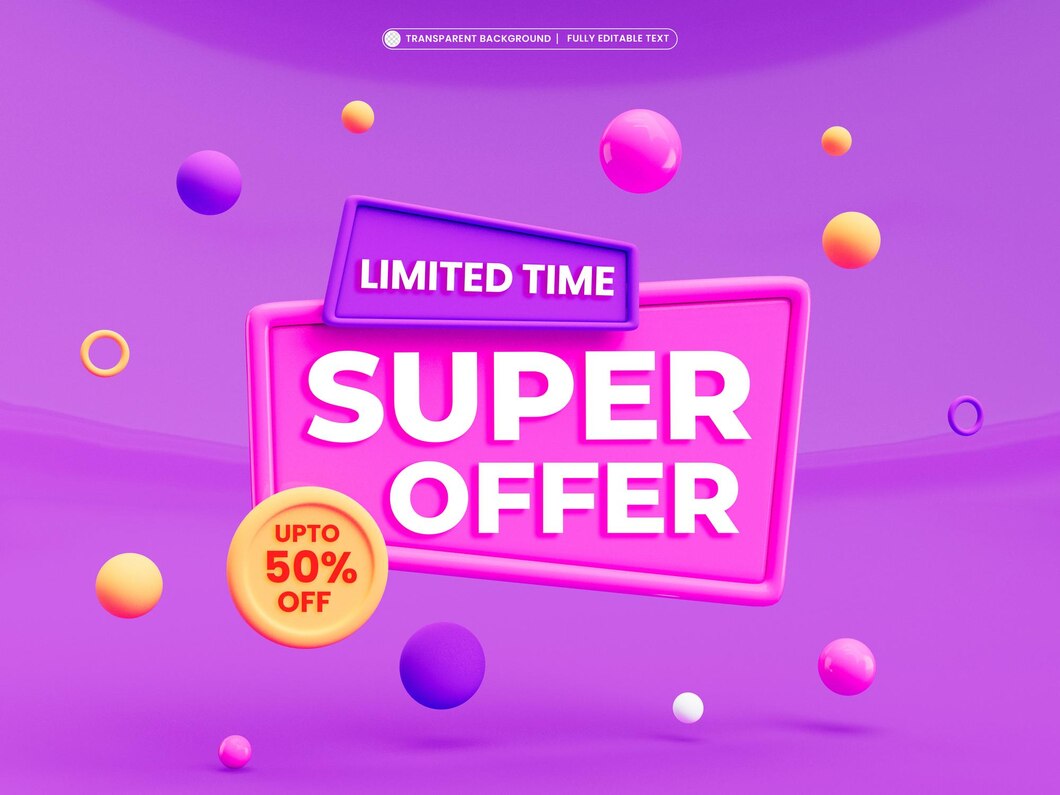 TRANSPARENT BACKGROUND | FULLY EDITABLE TEXT
LIMITED TIME
SUPER
OFFER
UPTO
50%
OFF